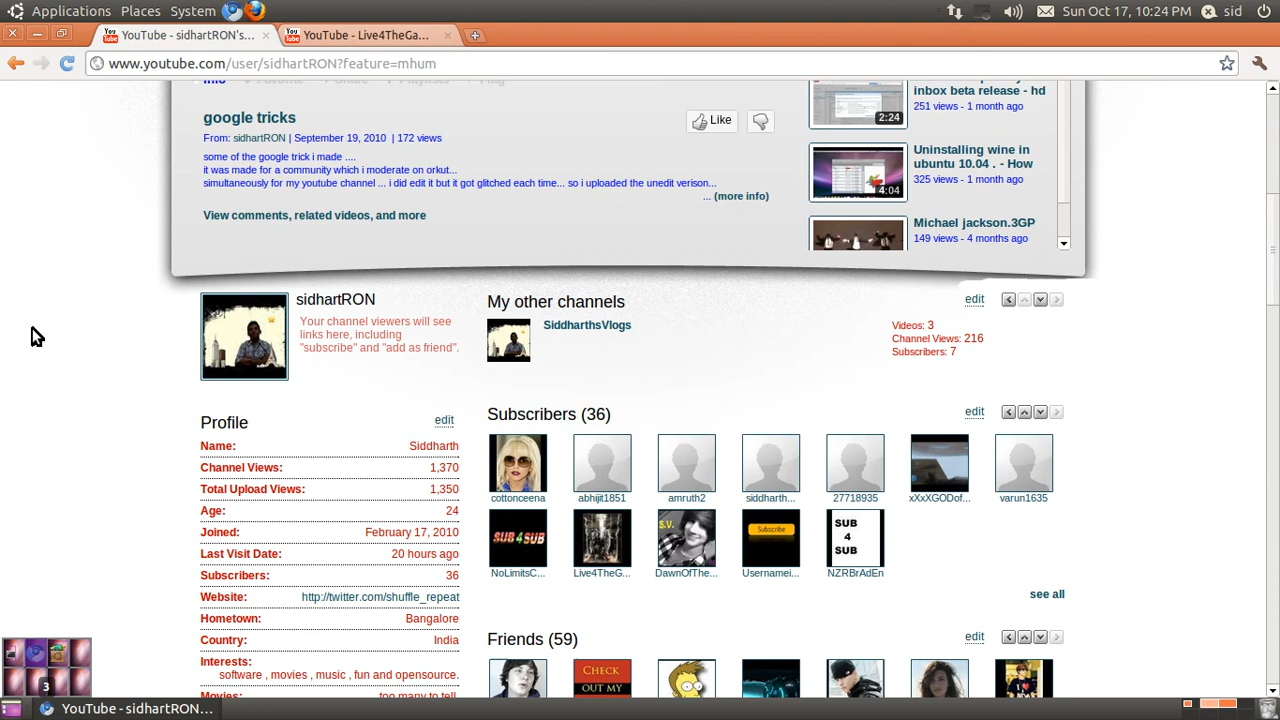 Applications Places System
Sun Oct 17, 10:24 PM sid
YouTube - sidhartRON's...
YouTube - Live4TheGa...
www.youtube.com/user/sidhartRON?feature=mhum
google tricks
Like
From: sidhartRON | September 19, 2010 | 172 views
some of the google trick i made ....
it was made for a community which i moderate on orkut...
simultaneously for my youtube channel ... i did edit it but it got glitched each time... so i uploaded the unedit verison...
... (more info)
View comments, related videos, and more
inbox beta release - hd
251 views - 1 month ago
2:24
Uninstalling wine in
ubuntu 10.04 . - How
325 views - 1 month ago
4:04
Michael jackson.3GP
149 views - 4 months ago
sidhartRON
Your channel viewers will see
links here, including
"subscribe" and "add as friend".
My other channels
edit
SiddharthsVlogs
Videos: 3
Channel Views: 216
Subscribers: 7
Profile
edit
Name: Siddharth
Channel Views: 1,370
Total Upload Views: 1,350
Age: 24
Joined: February 17, 2010
Last Visit Date: 20 hours ago
Subscribers: 36
Website: http://twitter.com/shuffle_repeat
Hometown: Bangalore
Country: India
Interests:
software , movies , music , fun and opensource.
Movies: too many to tell
Subscribers (36)
edit
cottonceena abhijit1851 amruth2 siddharth... 27718935 xXxXGODof... varun1635
SUB4SUB
S.V.
Subscribe
SUB
4
SUB
NoLimitsC... Live4TheG... DawnOfThe... Usernamei... NZRBrAdEn
see all
Friends (59)
edit
CHECK
OUT MY
3
YouTube - sidhartRON...